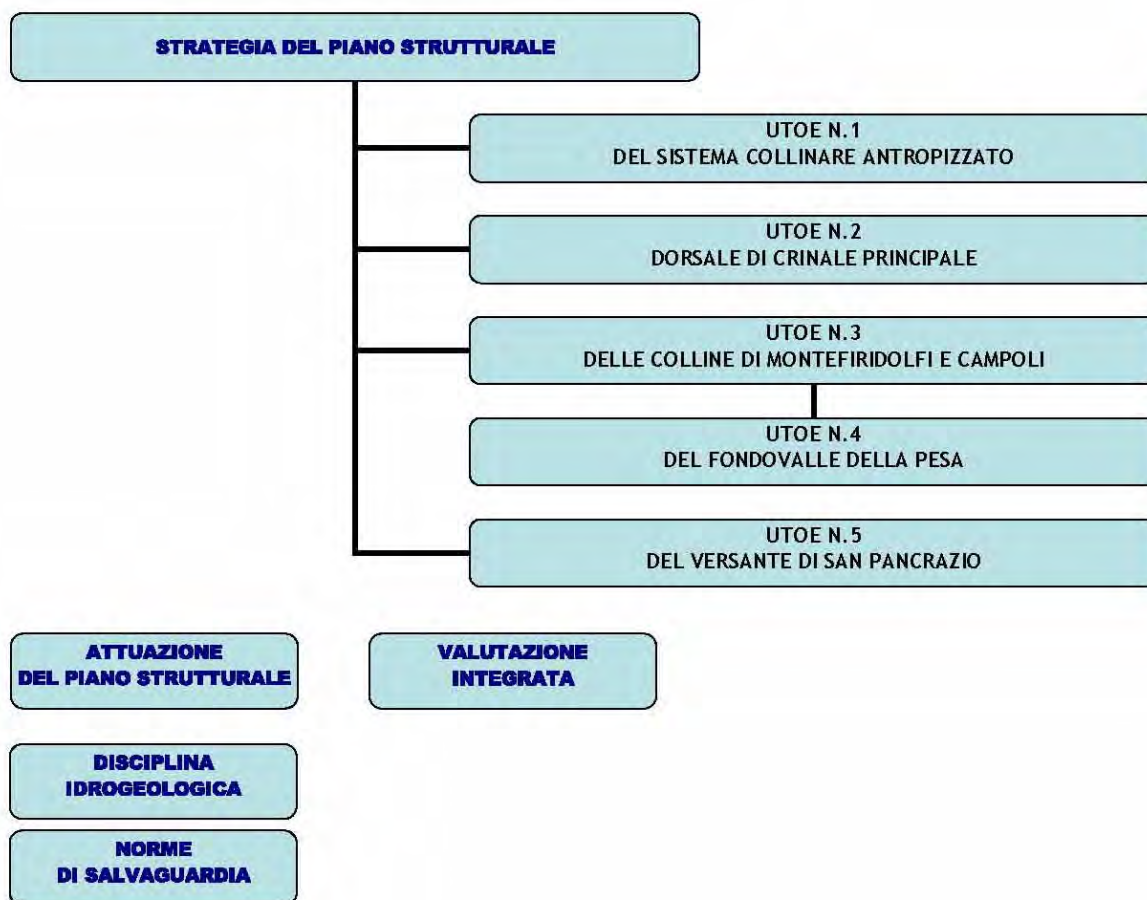 STRATEGIA DEL PIANO STRUTTURALE
UTOE N.1
DEL SISTEMA COLLINARE ANTROPIZZATO
UTOE N.2
DORSALE DI CRINALE PRINCIPALE
UTOE N.3
DELLE COLLINE DI MONTEFIRIDOLFI E CAMPOLI
UTOE N.4
DEL FONDOVALLE DELLA PESA
UTOE N.5
DEL VERSANTE DI SAN PANCRAZIO
ATTUAZIONE
DEL PIANO STRUTTURALE
VALUTAZIONE
INTEGRATA
DISCIPLINA
IDROGEOLOGICA
NORME
DI SALVAGUARDIA